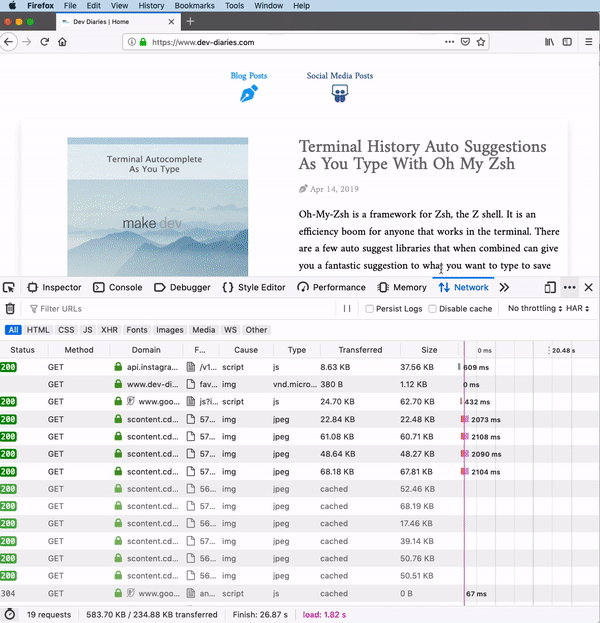 Firefox File Edit View History Bookmarks Tools Window Help
Dev Diaries | Home
https://www.dev-diaries.com
Blog Posts Social Media Posts
Terminal Autocomplete
As You Type
make dev
Terminal History Auto Suggestions
As You Type With Oh My Zsh
Apr 14, 2019
Oh-My-Zsh is a framework for Zsh, the Z shell. It is an
efficiency boom for anyone that works in the terminal. There
are a few auto suggest libraries that when combined can give
you a fantastic suggestion to what you want to type to save
Inspector Console Debugger {} Style Editor Performance Memory Network
Filter URLs Persist Logs Disable cache No throttling HAR
All HTML CSS JS XHR Fonts Images Media WS Other
Status Method Domain F... Cause Type Transferred Size 0 ms 20.48 s
200 GET api.instagra... /v1... script js 8.63 KB 37.56 KB 609 ms
GET www.dev-di... fav... img vnd.micro... 380 B 1.12 KB 0 ms
200 GET www.goo... js?i... script js 24.70 KB 62.70 KB 432 ms
200 GET scontent.cd... 57... img jpeg 22.84 KB 22.48 KB 2073 ms
200 GET scontent.cd... 57... img jpeg 61.08 KB 60.71 KB 2108 ms
200 GET scontent.cd... 57... img jpeg 48.64 KB 48.27 KB 2090 ms
200 GET scontent.cd... 57... img jpeg 68.18 KB 67.81 KB 2104 ms
200 GET scontent.cd... 56... img jpeg cached 52.46 KB
200 GET scontent.cd... 57... img jpeg cached 68.19 KB
200 GET scontent.cd... 56... img jpeg cached 17.46 KB
200 GET scontent.cd... 57... img jpeg cached 39.14 KB
200 GET scontent.cd... 56... img jpeg cached 50.76 KB
200 GET scontent.cd... 56... img jpeg cached 50.51 KB
304 GET www.goo... an... script js cached 0 B 67 ms
19 requests 583.70 KB / 234.88 KB transferred Finish: 26.87 s load: 1.82 s